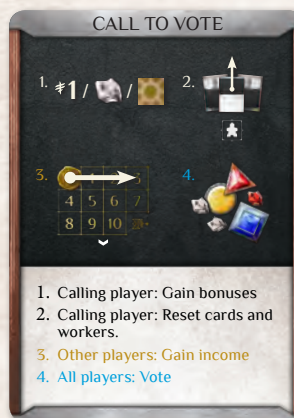 CALL TO VOTE
1. 1 / /
2.
3.
3
4 5 6 7
8 9 10
4.
1. Calling player: Gain bonuses
2. Calling player: Reset cards and
workers.
3. Other players: Gain income
4. All players: Vote